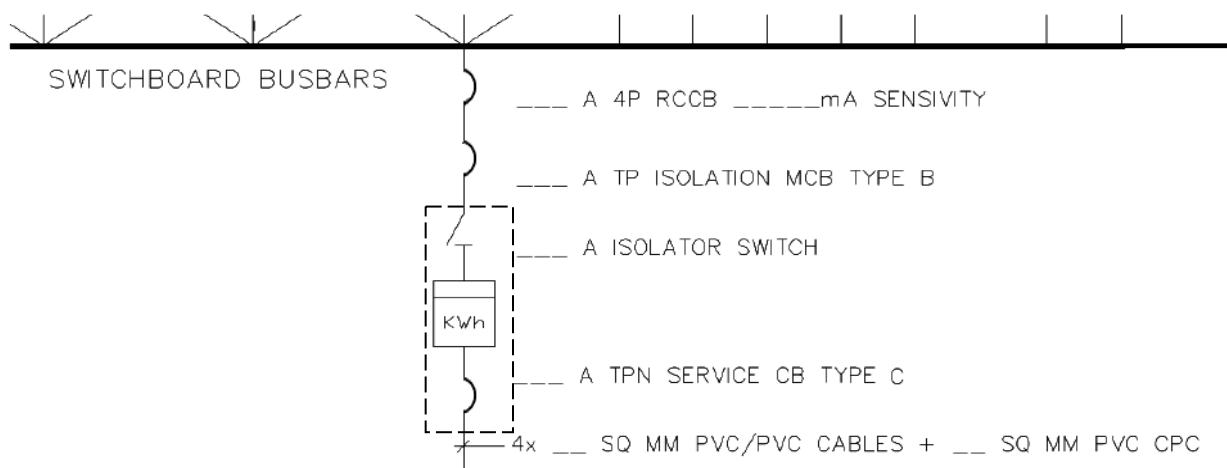 SWITCHBOARD BUSBARS
___ A 4P RCCB _____mA SENSIVITY
___ A TP ISOLATION MCB TYPE B
___ A ISOLATOR SWITCH
KWh
___ A TPN SERVICE CB TYPE C
4x __ SQ MM PVC/PVC CABLES + __ SQ MM PVC CPC